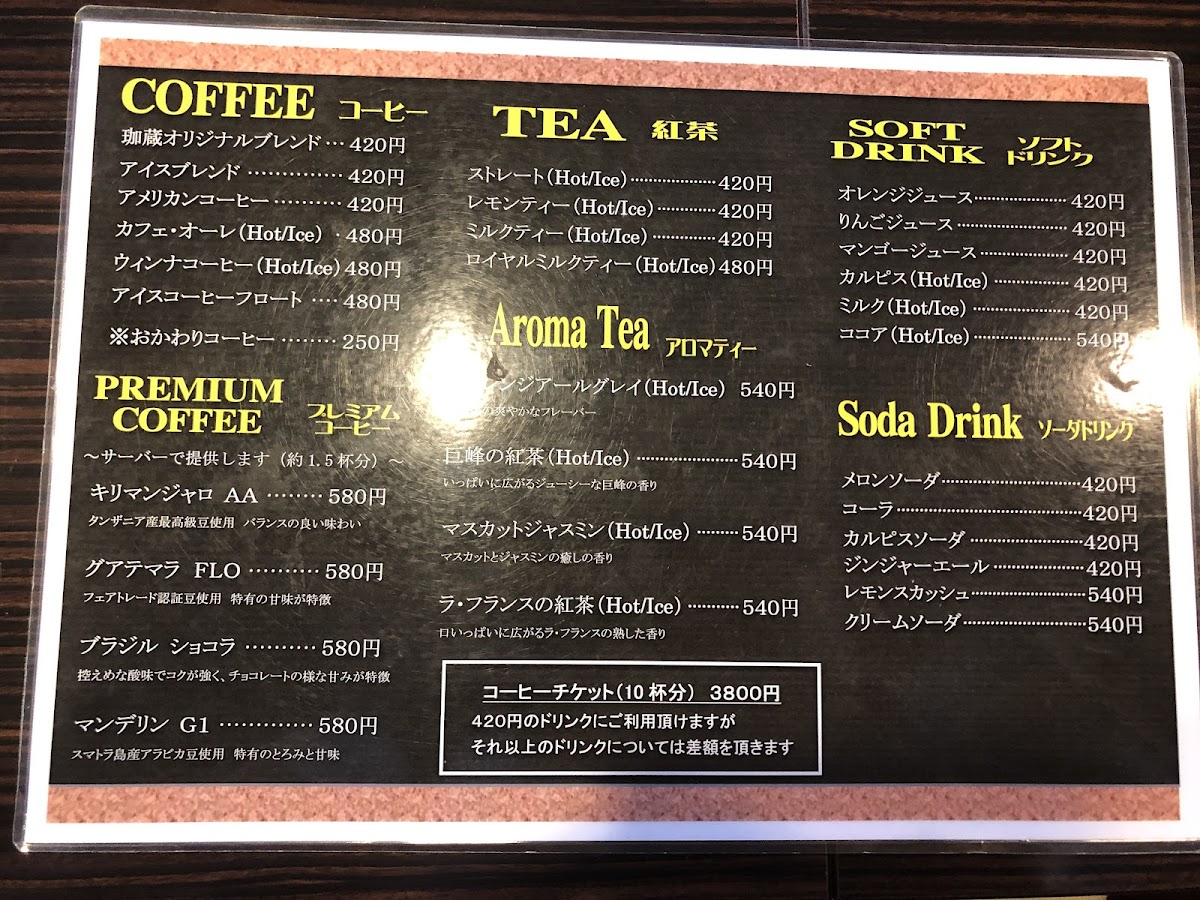 COFFEE コーヒー
珈蔵オリジナルブレンド… 420円
アイスブレンド ‥‥‥‥‥‥‥ 420円
アメリカンコーヒー ‥‥‥‥‥ 420円
カフェ・オーレ(Hot/Ice) ・480円
ウィンナコーヒー(Hot/Ice) 480円
アイスコーヒーフロート ‥‥ 480円
※おかわりコーヒー ‥‥‥‥ 250円
PREMIUM
COFFEE プレミアム
コーヒー
～サーバーで提供します（約1.5杯分）～
キリマンジャロ AA ‥‥‥‥ 580円
タンザニア産最高級豆使用 バランスの良い味わい
グアテマラ FLO ‥‥‥‥‥ 580円
フェアトレード認証豆使用 特有の甘味が特徴
ブラジル ショコラ ‥‥‥‥‥ 580円
控えめな酸味でコクが強く、チョコレートの様な甘みが特徴
マンデリン G1 ‥‥‥‥‥‥‥ 580円
スマトラ島産アラビカ豆使用 特有のとろみと甘味
TEA 紅茶
ストレート(Hot/Ice)‥‥‥‥‥‥420円
レモンティー(Hot/Ice)‥‥‥‥420円
ミルクティー(Hot/Ice) ‥‥‥‥420円
ロイヤルミルクティー(Hot/Ice)480円
Aroma Tea アロマティー
ンジアールグレイ(Hot/Ice) 540円
の爽やかなフレーバー
巨峰の紅茶(Hot/Ice) ‥‥‥‥‥‥540円
いっぱいに広がるジューシーな巨峰の香り
マスカットジャスミン(Hot/Ice) ‥‥‥540円
マスカットとジャスミンの癒しの香り
ラ・フランスの紅茶(Hot/Ice) ‥‥‥540円
口いっぱいに広がるラ・フランスの熟した香り
コーヒーチケット(10杯分) 3800円
420円のドリンクにご利用頂けますが
それ以上のドリンクについては差額を頂きます
SOFT
DRINK ソフト
ドリンク
オレンジジュース‥‥‥‥‥‥ 420円
りんごジュース ‥‥‥‥‥‥‥ 420円
マンゴージュース ‥‥‥‥‥‥ 420円
カルピス(Hot/Ice) ‥‥‥‥‥ 420円
ミルク(Hot/Ice) ‥‥‥‥‥‥ 420円
ココア(Hot/Ice)‥‥‥‥‥‥ 540円
Soda Drink ソーダドリンク
メロンソーダ‥‥‥‥‥‥‥‥‥420円
コーラ‥‥‥‥‥‥‥‥‥‥‥‥420円
カルピスソーダ ‥‥‥‥‥‥‥420円
ジンジャーエール‥‥‥‥‥‥420円
レモンスカッシュ‥‥‥‥‥‥‥540円
クリームソーダ‥‥‥‥‥‥‥‥540円